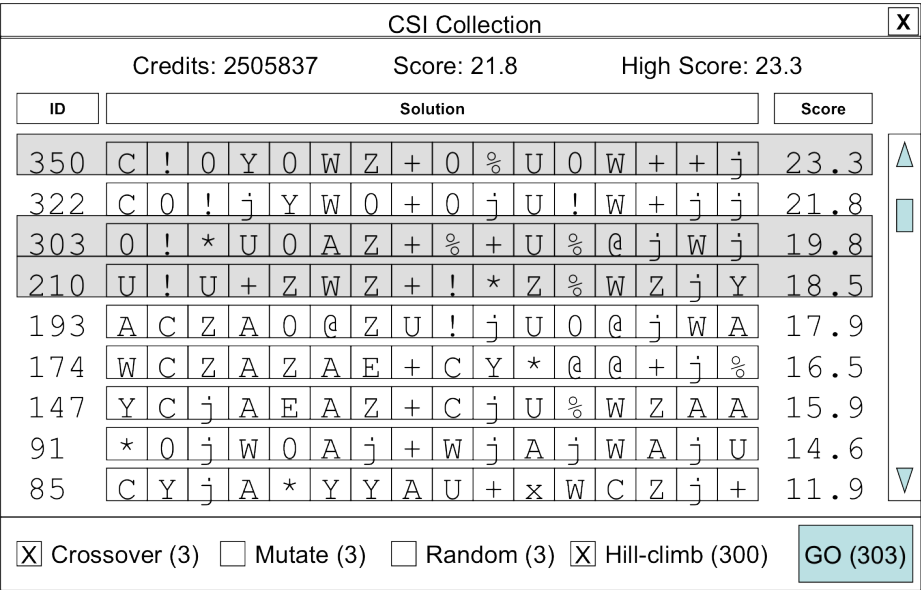 CSI Collection X
Credits: 2505837 Score: 21.8 High Score: 23.3
ID Solution Score
350 C ! 0 Y 0 W Z + 0 % U 0 W + + j 23.3
322 C 0 ! j Y W 0 + 0 j U ! W + j j 21.8
303 0 ! * U 0 A Z + % + U % @ j W j 19.8
210 U ! U + Z W Z + ! * Z % W Z j Y 18.5
193 A C Z A 0 @ Z U ! j U 0 @ j W A 17.9
174 W C Z A Z A E + C Y * @ @ + j % 16.5
147 Y C j A E A Z + C j U % W Z A A 15.9
91 * 0 j W 0 A j + W j A j W A j U 14.6
85 C Y j A * Y Y A U + x W C Z j + 11.9
X Crossover (3) Mutate (3) Random (3) X Hill-climb (300) GO (303)